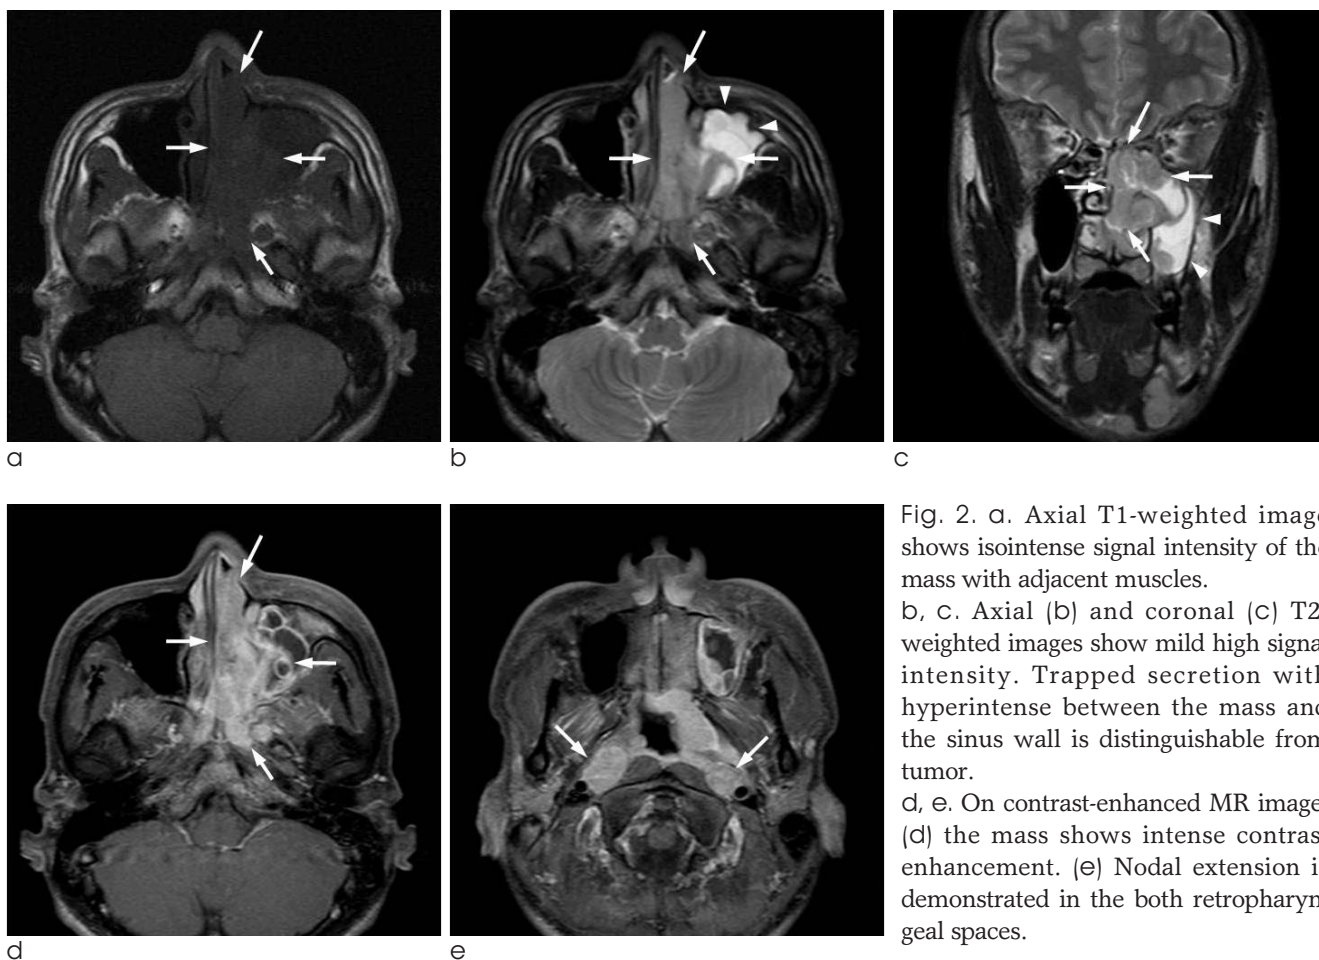 a
b
c
d
e
Fig. 2. a. Axial T1-weighted image
shows isointense signal intensity of the
mass with adjacent muscles.
b, c. Axial (b) and coronal (c) T2
weighted images show mild high signal
intensity. Trapped secretion with
hyperintense between the mass and
the sinus wall is distinguishable from
tumor.
d, e. On contrast-enhanced MR image
(d) the mass shows intense contrast
enhancement. (e) Nodal extension i
demonstrated in the both retropharyn
geal spaces.